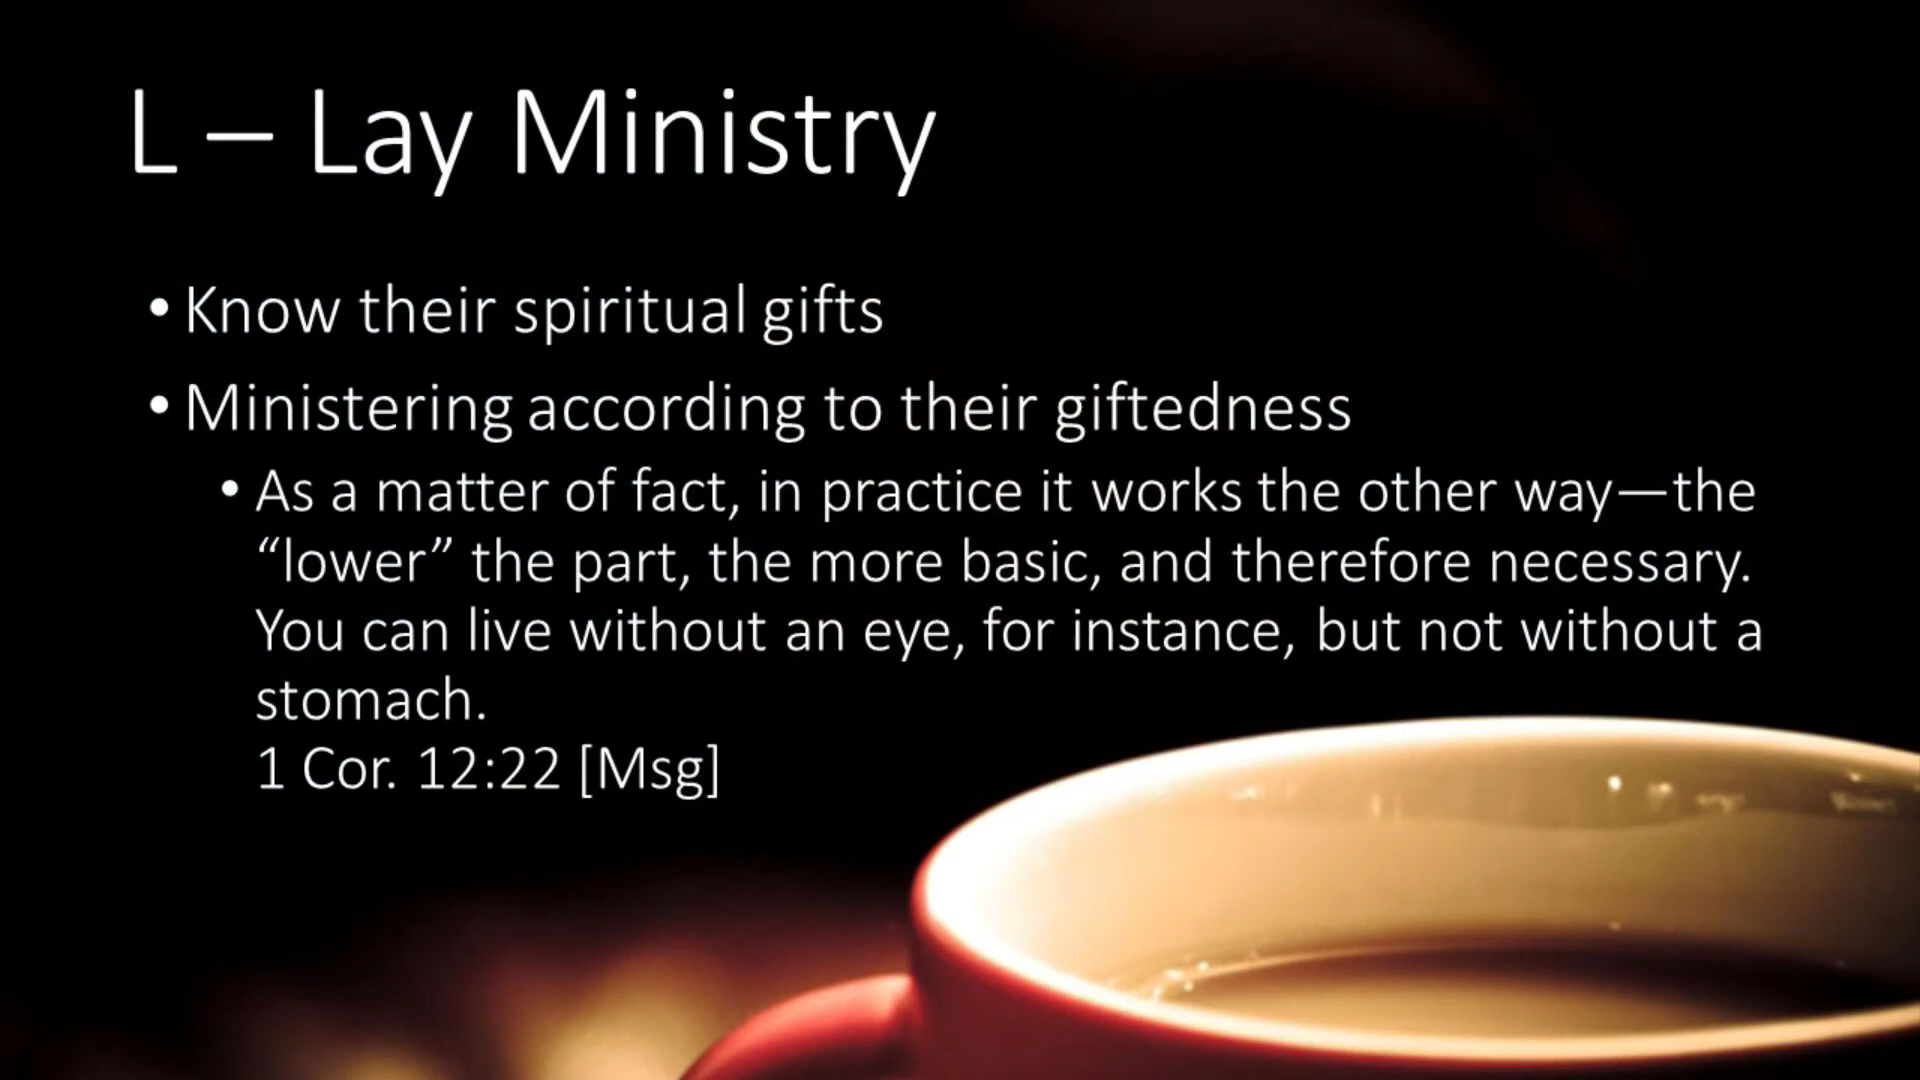 L – Lay Ministry
• Know their spiritual gifts
• Ministering according to their giftedness
• As a matter of fact, in practice it works the other way—the
“lower” the part, the more basic, and therefore necessary.
You can live without an eye, for instance, but not without a
stomach.
1 Cor. 12:22 [Msg]